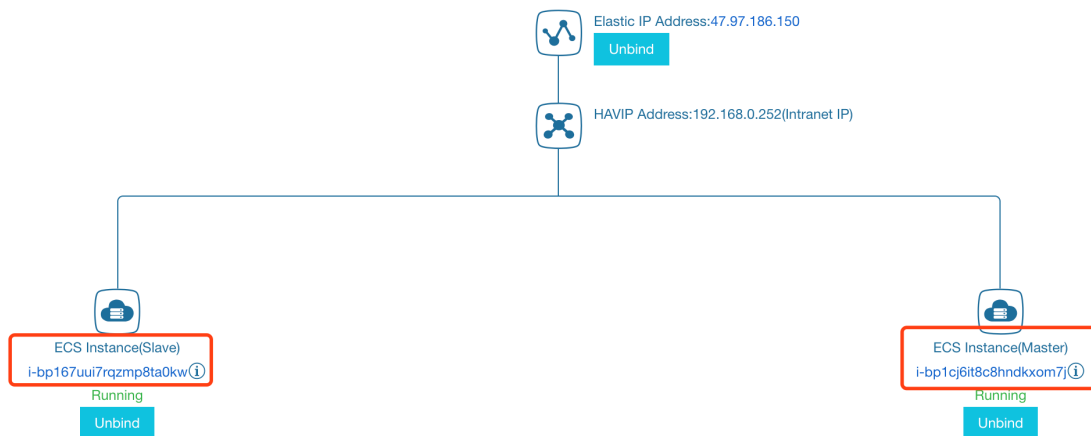 Elastic IP Address:47.97.186.150
Unbind
HAVIP Address:192.168.0.252(Intranet IP)
ECS Instance(Slave)
i-bp167uui7rqzmp8ta0kw
Running
Unbind
ECS Instance(Master)
i-bp1cj6it8c8hndkxom7j
Running
Unbind